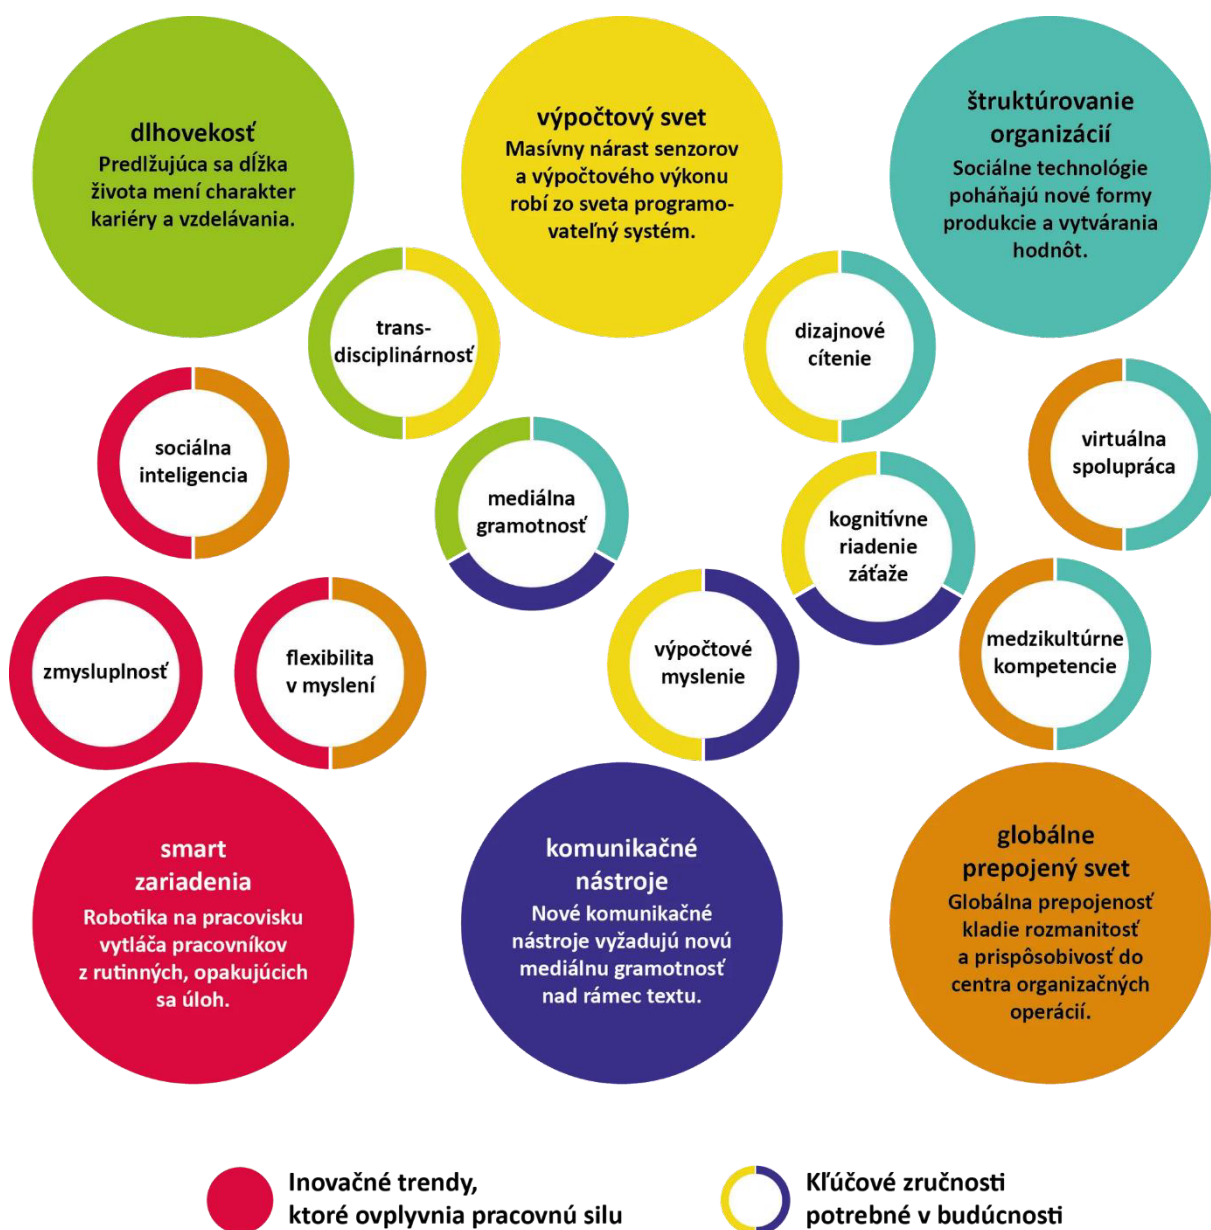 dlhovekosť
Predlžujúca sa dĺžka
života mení charakter
kariéry a vzdelávania.
výpočtový svet
Masívny nárast senzorov
a výpočtového výkonu
robí zo sveta programo-
vateľný systém.
štruktúrovanie
organizácií
Sociálne technológie
poháňajú nové formy
produkcie a vytvárania
hodnôt.
trans-
disciplinárnosť
dizajnové
cítenie
sociálna
inteligencia
mediálna
gramotnosť
kognitívne
riadenie
záťaže
virtuálna
spolupráca
zmysluplnosť
flexibilita
v myslení
výpočtové
myslenie
medzikultúrne
kompetencie
smart
zariadenia
Robotika na pracovisku
vytláča pracovníkov
z rutinných, opakujúcich
sa úloh.
komunikačné
nástroje
Nové komunikačné
nástroje vyžadujú novú
mediálnu gramotnosť
nad rámec textu.
globálne
prepojený svet
Globálna prepojenosť
kladie rozmanitosť
a prispôsobivosť do
centra organizačných
operácií.
Inovačné trendy,
ktoré ovplyvnia pracovnú silu
Kľúčové zručnosti
potrebné v budúcnosti